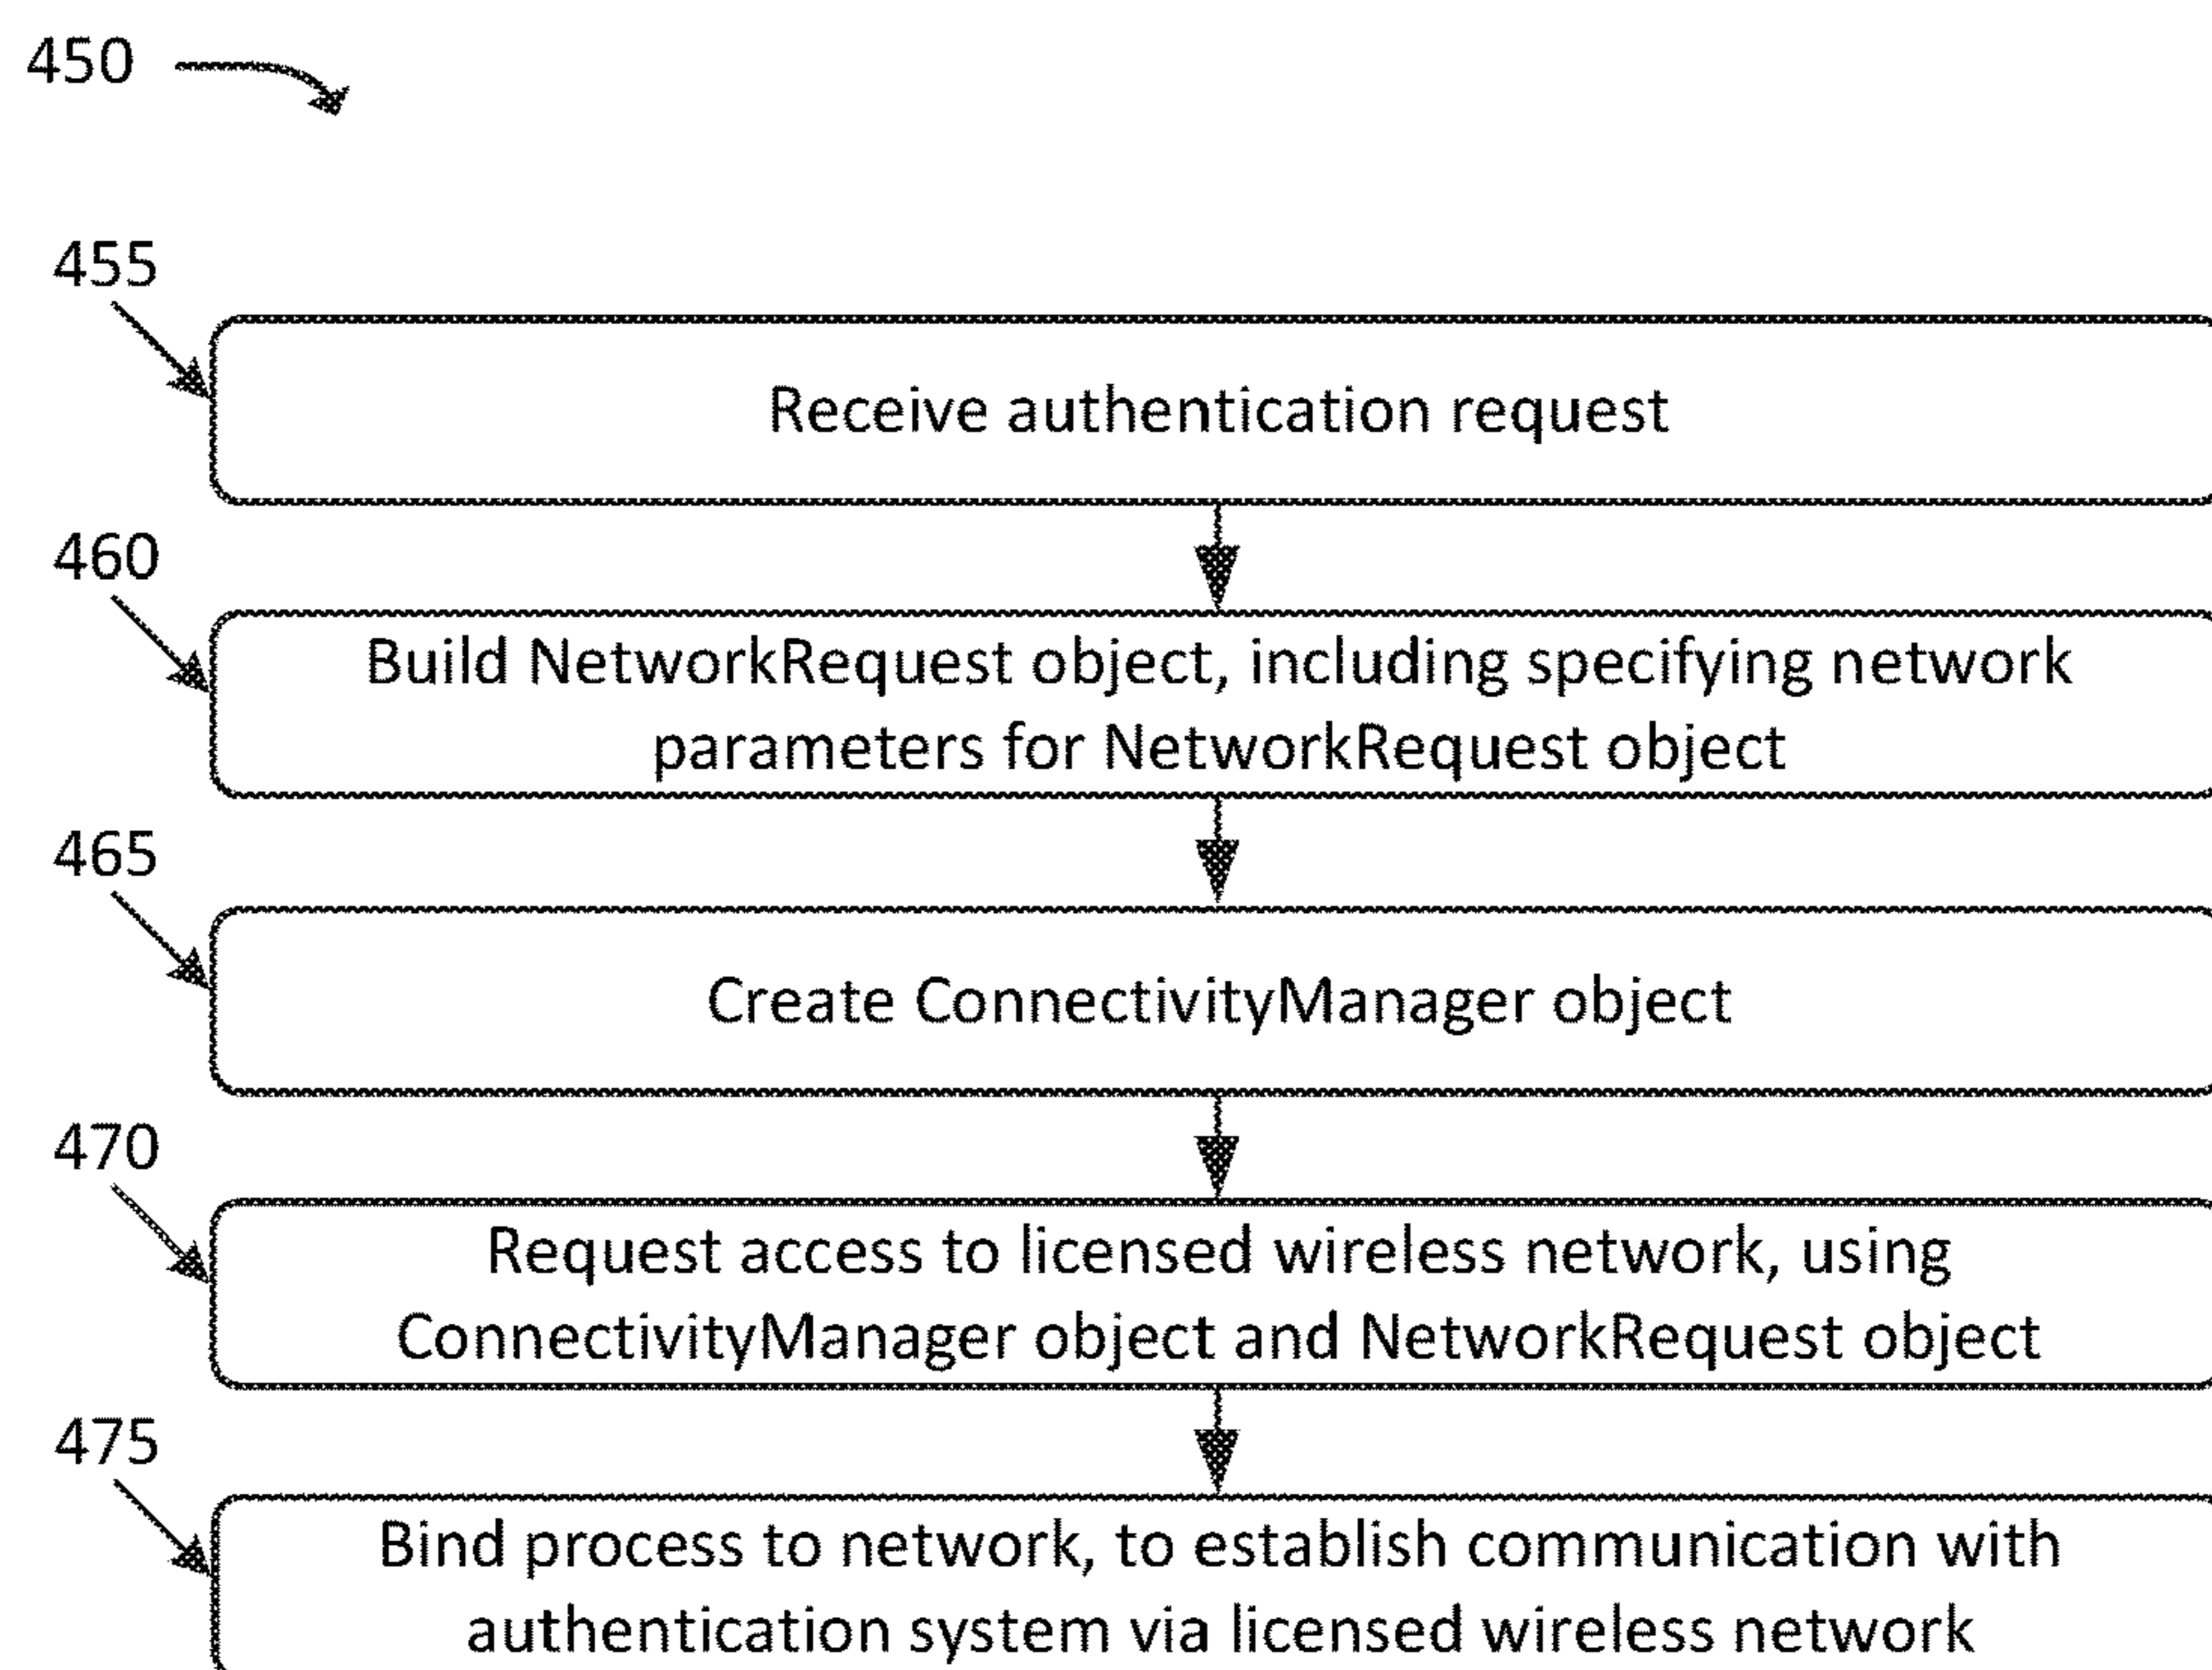 450
455
Receive authentication request
460
Build NetworkRequest object, including specifying network
parameters for NetworkRequest object
465
Create ConnectivityManager object
470
Request access to licensed wireless network, using
ConnectivityManager object and NetworkRequest object
475
Bind process to network, to establish communication with
authentication system via licensed wireless network